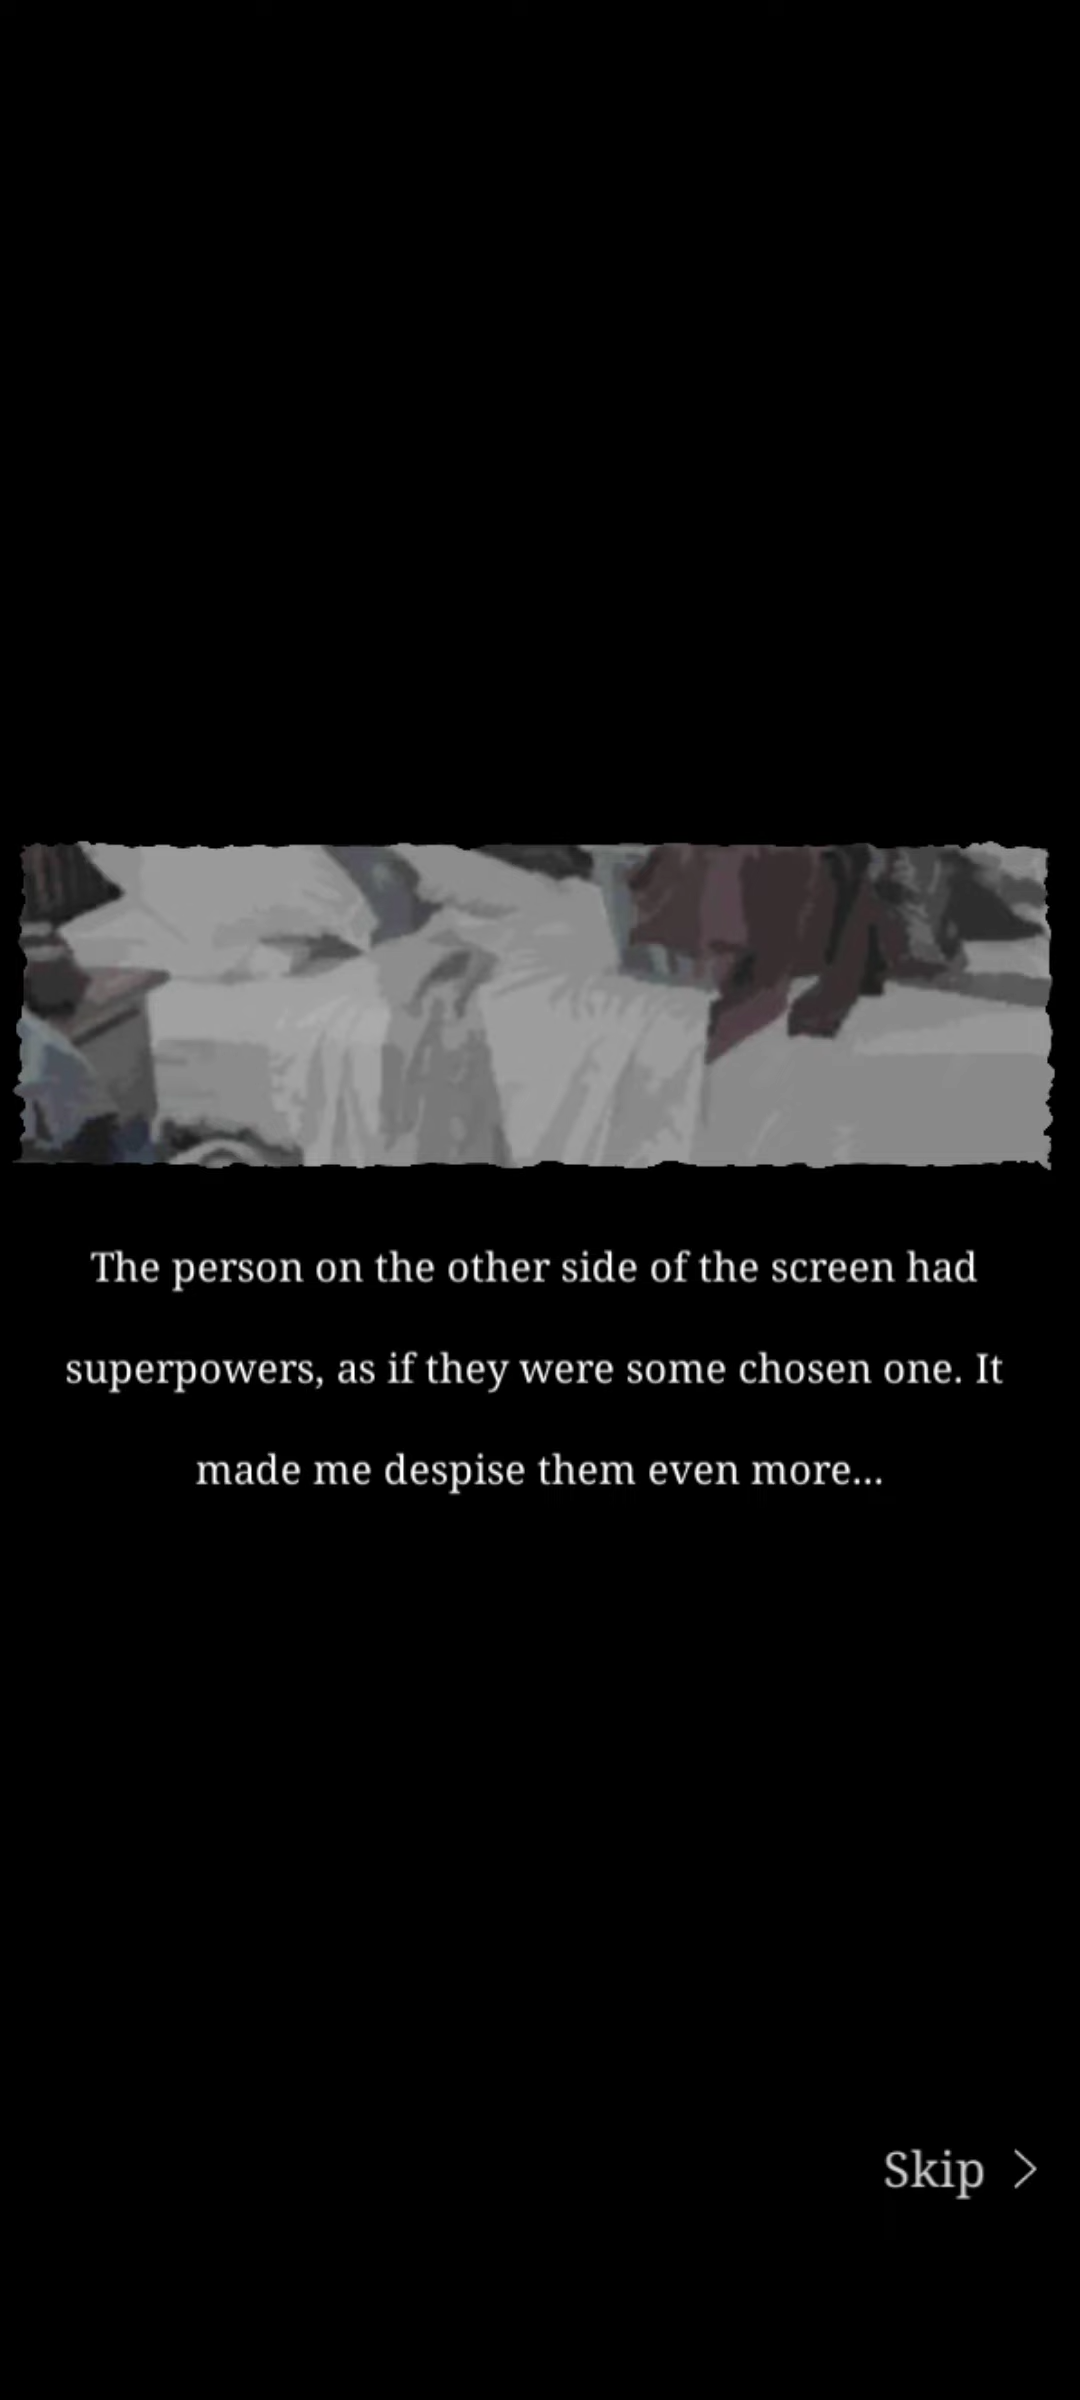 The person on the other side of the screen had
superpowers, as if they were some chosen one. It
made me despise them even more...
Skip >